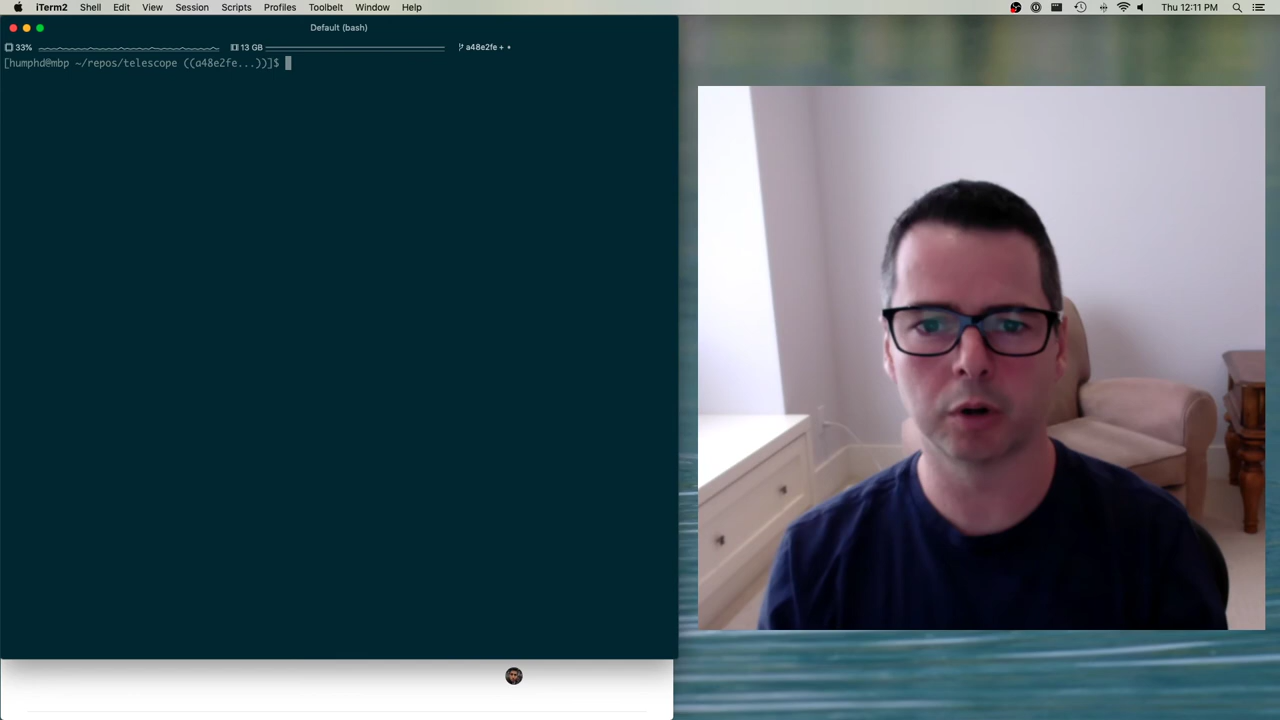 iTerm2 Shell Edit View Session Scripts Profiles Toolbelt Window Help Thu 12:11 PM
Default (bash)
33% 13 GB a48e2fe + •
[humphd@mbp ~/repos/telescope ((a48e2fe...))]$